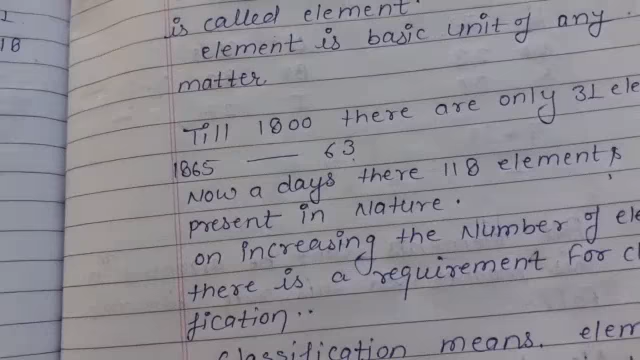 1
18
is called element.
element is basic unit of any
matter
Till 1800 there are only 31 ele
1865 — 63
Now a days there 118 elements
present in Nature.
on increasing the Number of ele
there is a requirement for cl
fication..
classification means. elem